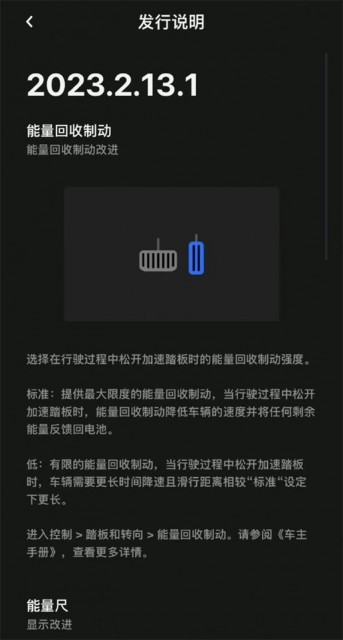 发行说明
2023.2.13.1
能量回收制动
能量回收制动改进
选择在行驶过程中松开加速踏板时的能量回收制动强度。
标准：提供最大限度的能量回收制动，当行驶过程中松开
加速踏板时，能量回收制动降低车辆的速度并将任何剩余
能量反馈回电池。
低：有限的能量回收制动，当行驶过程中松开加速踏板
时，车辆需要更长时间降速且滑行距离相较“标准“设定
下更长。
进入控制 > 踏板和转向 > 能量回收制动。请参阅《车主
手册》，查看更多详情。
能量尺
显示改进